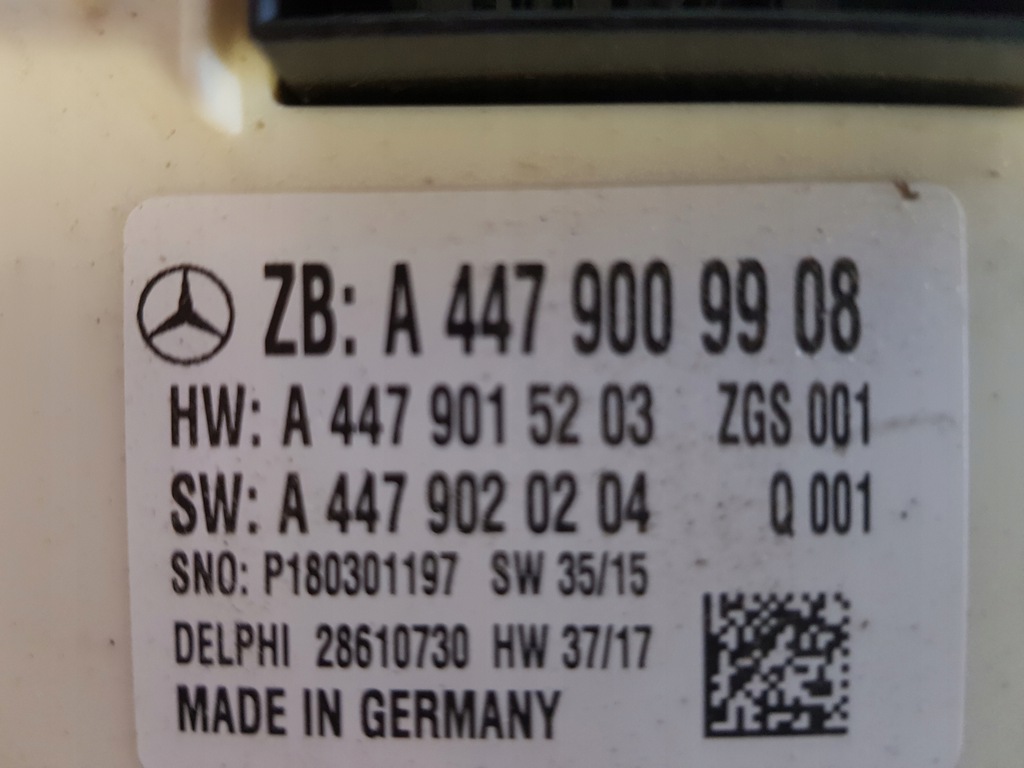 ZB: A 447 900 99 08
HW: A 447 901 52 03 ZGS 001
SW: A 447 902 02 04 Q 001
SNO: P180301197 SW 35/15
DELPHI 28610730 HW 37/17
MADE IN GERMANY